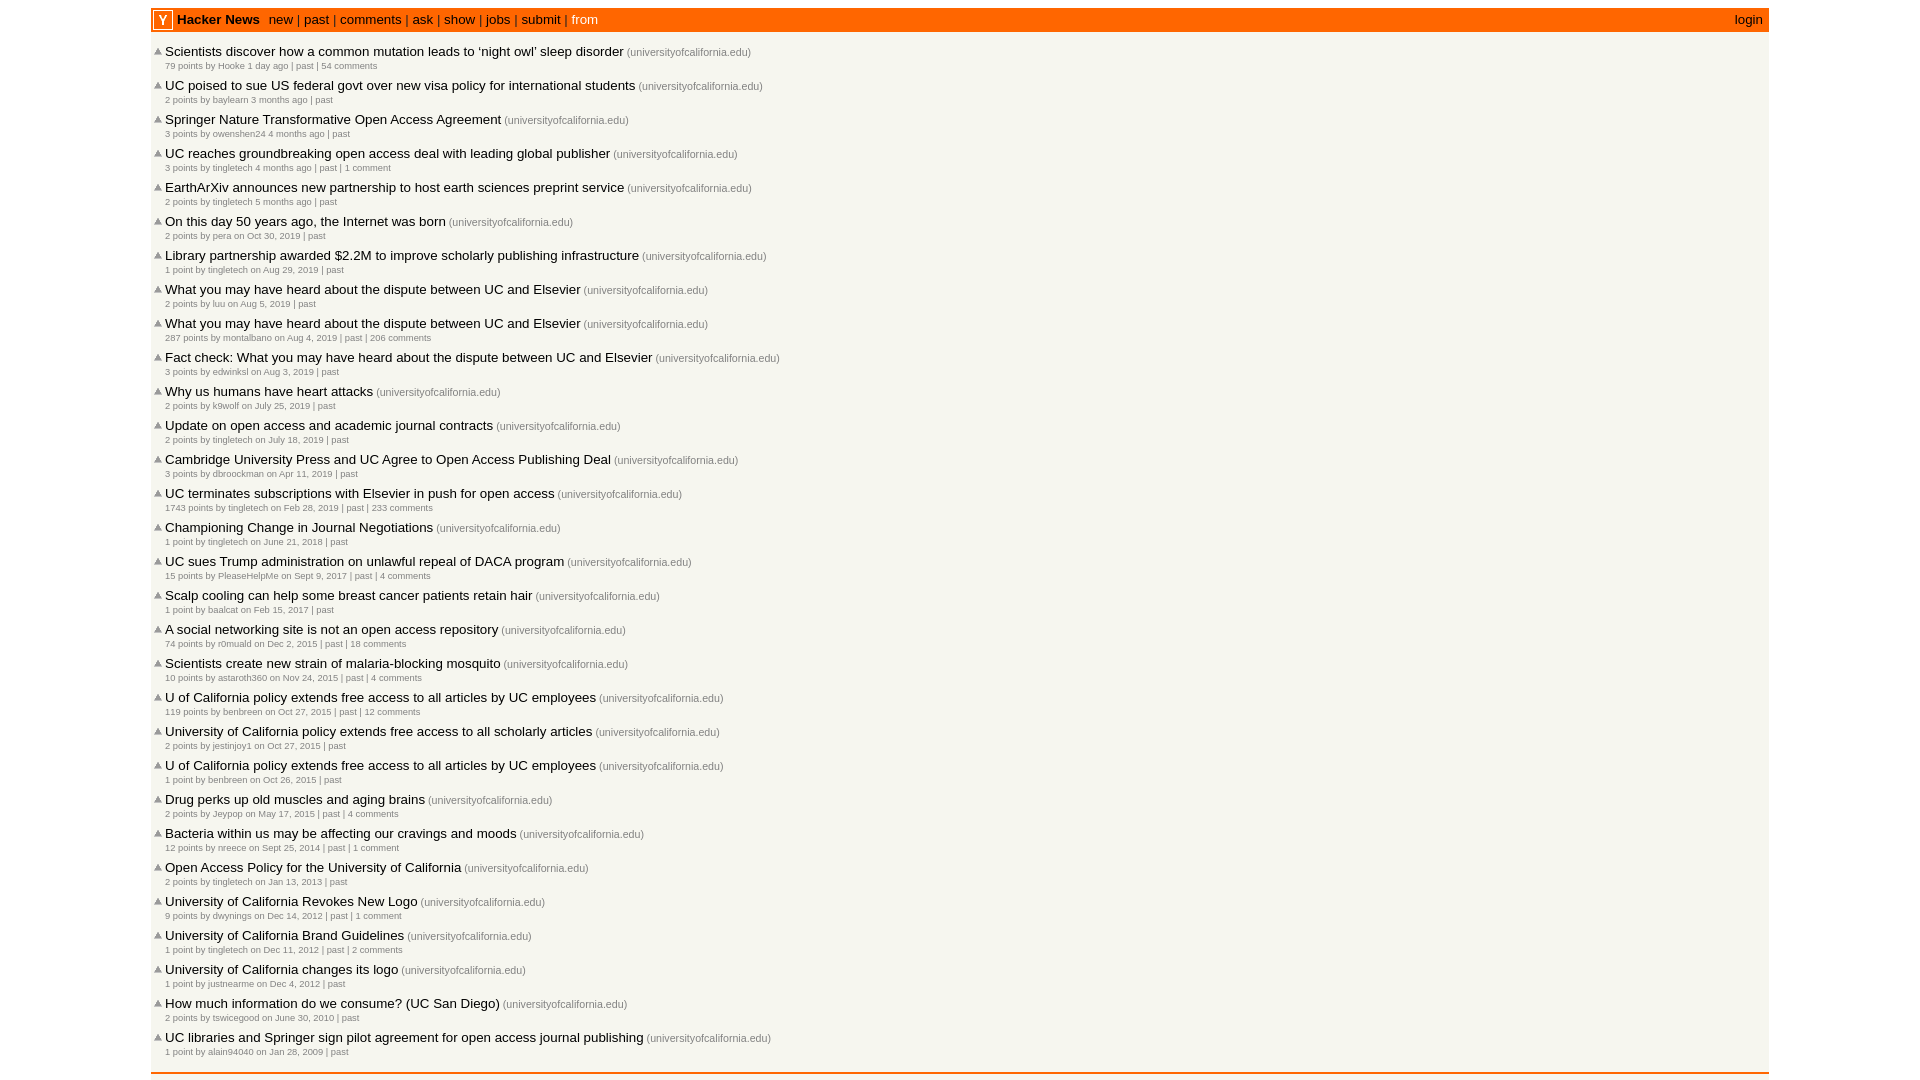 Y Hacker News new | past | comments | ask | show | jobs | submit | from login
Scientists discover how a common mutation leads to ‘night owl’ sleep disorder (universityofcalifornia.edu)
79 points by Hooke 1 day ago | past | 54 comments
UC poised to sue US federal govt over new visa policy for international students (universityofcalifornia.edu)
2 points by baylearn 3 months ago | past
Springer Nature Transformative Open Access Agreement (universityofcalifornia.edu)
3 points by owenshen24 4 months ago | past
UC reaches groundbreaking open access deal with leading global publisher (universityofcalifornia.edu)
3 points by tingletech 4 months ago | past | 1 comment
EarthArXiv announces new partnership to host earth sciences preprint service (universityofcalifornia.edu)
2 points by tingletech 5 months ago | past
On this day 50 years ago, the Internet was born (universityofcalifornia.edu)
2 points by pera on Oct 30, 2019 | past
Library partnership awarded $2.2M to improve scholarly publishing infrastructure (universityofcalifornia.edu)
1 point by tingletech on Aug 29, 2019 | past
What you may have heard about the dispute between UC and Elsevier (universityofcalifornia.edu)
2 points by luu on Aug 5, 2019 | past
What you may have heard about the dispute between UC and Elsevier (universityofcalifornia.edu)
287 points by montalbano on Aug 4, 2019 | past | 206 comments
Fact check: What you may have heard about the dispute between UC and Elsevier (universityofcalifornia.edu)
3 points by edwinksl on Aug 3, 2019 | past
Why us humans have heart attacks (universityofcalifornia.edu)
2 points by k9wolf on July 25, 2019 | past
Update on open access and academic journal contracts (universityofcalifornia.edu)
2 points by tingletech on July 18, 2019 | past
Cambridge University Press and UC Agree to Open Access Publishing Deal (universityofcalifornia.edu)
3 points by dbroockman on Apr 11, 2019 | past
UC terminates subscriptions with Elsevier in push for open access (universityofcalifornia.edu)
1743 points by tingletech on Feb 28, 2019 | past | 233 comments
Championing Change in Journal Negotiations (universityofcalifornia.edu)
1 point by tingletech on June 21, 2018 | past
UC sues Trump administration on unlawful repeal of DACA program (universityofcalifornia.edu)
15 points by PleaseHelpMe on Sept 9, 2017 | past | 4 comments
Scalp cooling can help some breast cancer patients retain hair (universityofcalifornia.edu)
1 point by baalcat on Feb 15, 2017 | past
A social networking site is not an open access repository (universityofcalifornia.edu)
74 points by r0muald on Dec 2, 2015 | past | 18 comments
Scientists create new strain of malaria-blocking mosquito (universityofcalifornia.edu)
10 points by astaroth360 on Nov 24, 2015 | past | 4 comments
U of California policy extends free access to all articles by UC employees (universityofcalifornia.edu)
119 points by benbreen on Oct 27, 2015 | past | 12 comments
University of California policy extends free access to all scholarly articles (universityofcalifornia.edu)
2 points by jestinjoy1 on Oct 27, 2015 | past
U of California policy extends free access to all articles by UC employees (universityofcalifornia.edu)
1 point by benbreen on Oct 26, 2015 | past
Drug perks up old muscles and aging brains (universityofcalifornia.edu)
2 points by Jeypop on May 17, 2015 | past | 4 comments
Bacteria within us may be affecting our cravings and moods (universityofcalifornia.edu)
12 points by nreece on Sept 25, 2014 | past | 1 comment
Open Access Policy for the University of California (universityofcalifornia.edu)
2 points by tingletech on Jan 13, 2013 | past
University of California Revokes New Logo (universityofcalifornia.edu)
9 points by dwynings on Dec 14, 2012 | past | 1 comment
University of California Brand Guidelines (universityofcalifornia.edu)
1 point by tingletech on Dec 11, 2012 | past | 2 comments
University of California changes its logo (universityofcalifornia.edu)
1 point by justnearme on Dec 4, 2012 | past
How much information do we consume? (UC San Diego) (universityofcalifornia.edu)
2 points by tswicegood on June 30, 2010 | past
UC libraries and Springer sign pilot agreement for open access journal publishing (universityofcalifornia.edu)
1 point by alain94040 on Jan 28, 2009 | past